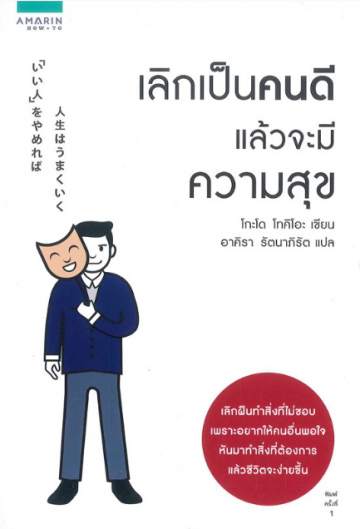 AMARIN
HOW • TO
「いい人」をやめれば
人生はうまくいく
เลิกเป็นคนดี
แล้วจะมี
ความสุข
โกะโด โทคิโอะ เขียน
อาคิรา รัตนาภิรัต แปล
เลิกฝืนทำสิ่งที่ไม่ชอบ
เพราะอยากให้คนอื่นพอใจ
หันมาทำสิ่งที่ต้องการ
แล้วชีวิตจะง่ายขึ้น
พิมพ์
ครั้งที่
1